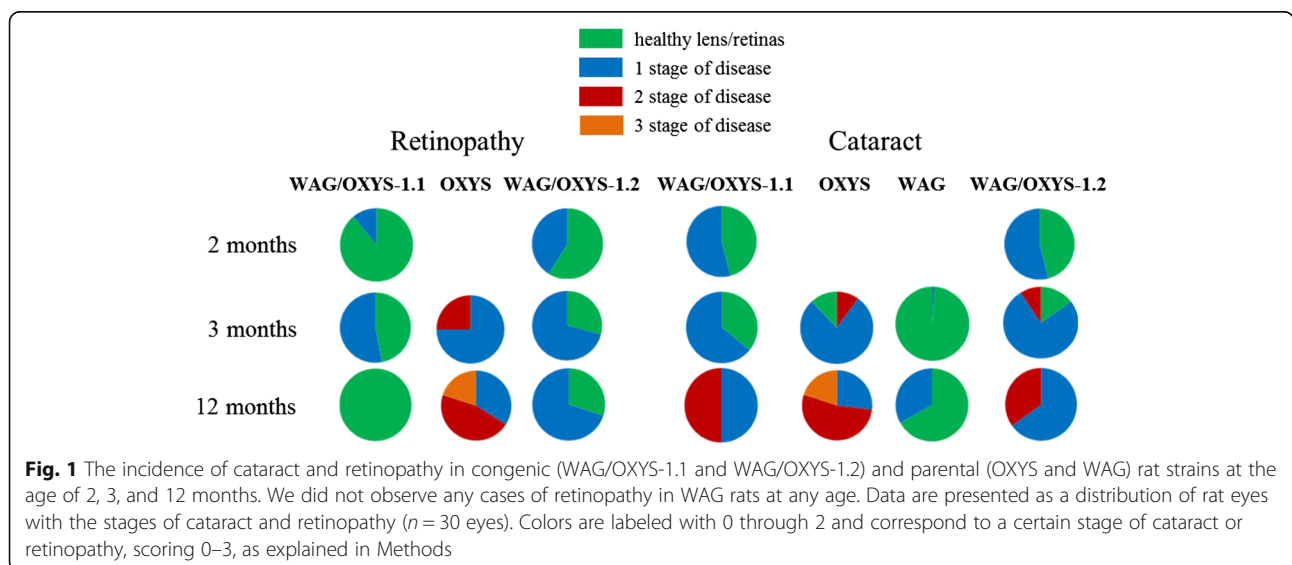 healthy lens/retinas
1 stage of disease
2 stage of disease
3 stage of disease
Retinopathy Cataract
WAG/OXYS-1.1 OXYS WAG/OXYS-1.2 WAG/OXYS-1.1 OXYS WAG WAG/OXYS-1.2
2 months
3 months
12 months
Fig. 1 The incidence of cataract and retinopathy in congenic (WAG/OXYS-1.1 and WAG/OXYS-1.2) and parental (OXYS and WAG) rat strains at the
age of 2, 3, and 12 months. We did not observe any cases of retinopathy in WAG rats at any age. Data are presented as a distribution of rat eyes
with the stages of cataract and retinopathy (n = 30 eyes). Colors are labeled with 0 through 2 and correspond to a certain stage of cataract or
retinopathy, scoring 0–3, as explained in Methods